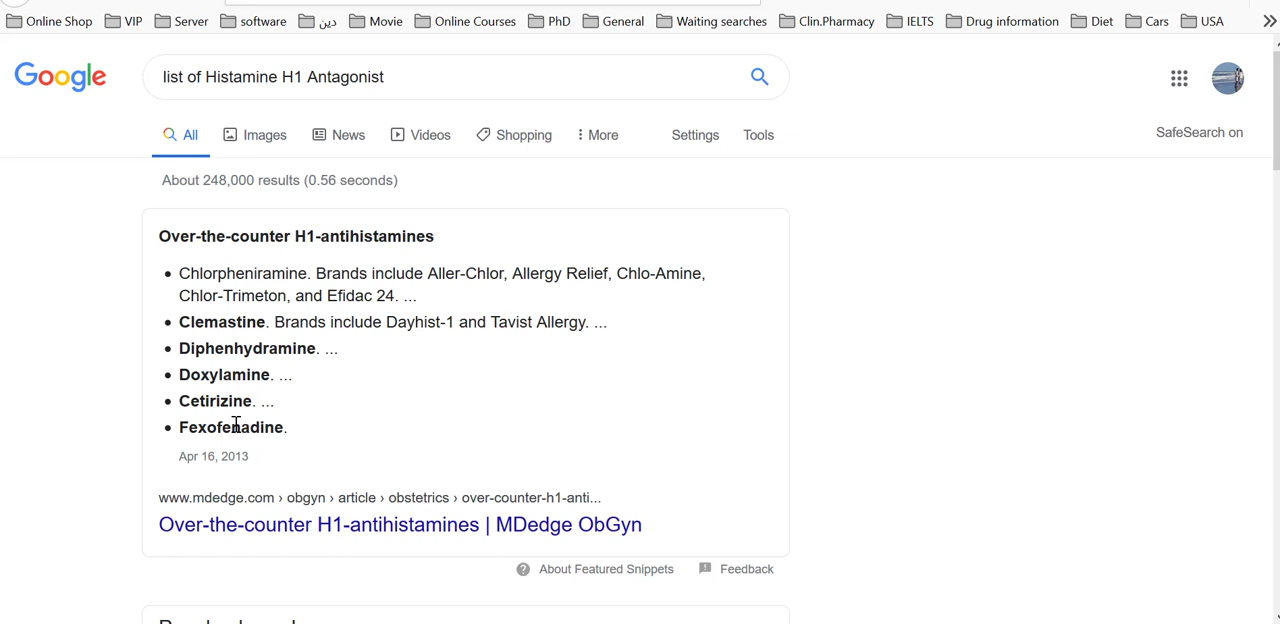 Online Shop VIP Server software دين Movie Online Courses PhD General Waiting searches Clin.Pharmacy IELTS Drug information Diet Cars USA »
Google list of Histamine H1 Antagonist
All Images News Videos Shopping More Settings Tools SafeSearch on
About 248,000 results (0.56 seconds)
Over-the-counter H1-antihistamines
• Chlorpheniramine. Brands include Aller-Chlor, Allergy Relief, Chlo-Amine,
Chlor-Trimeton, and Efidac 24. ...
• Clemastine. Brands include Dayhist-1 and Tavist Allergy. ...
• Diphenhydramine. ...
• Doxylamine. ...
• Cetirizine. ...
• Fexofenadine.
Apr 16, 2013
www.mdedge.com › obgyn › article › obstetrics › over-counter-h1-anti...
Over-the-counter H1-antihistamines | MDedge ObGyn
About Featured Snippets Feedback